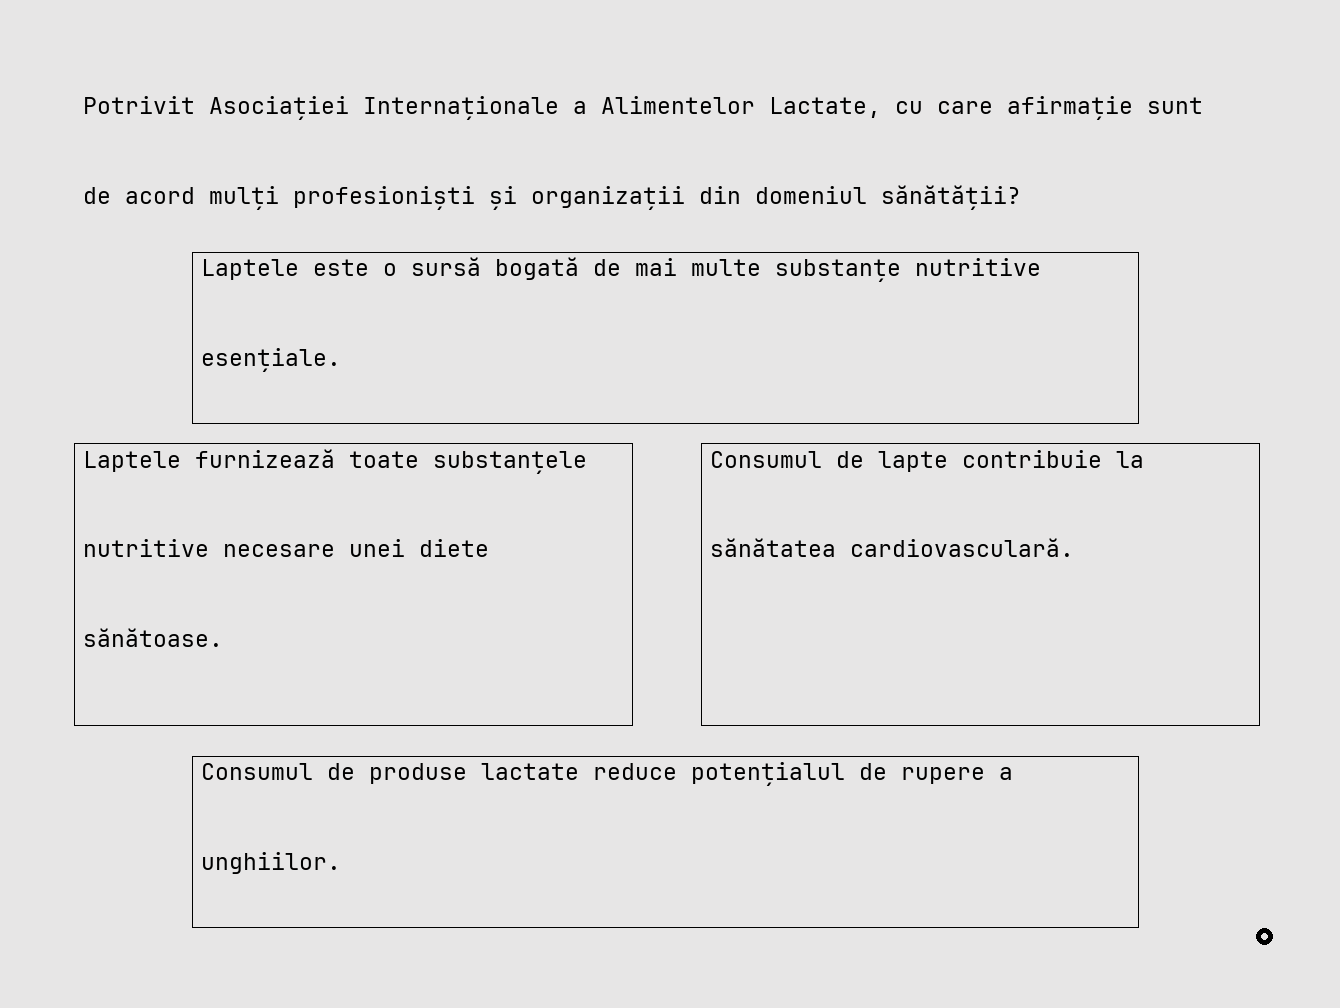 Potrivit Asociației Internaționale a Alimentelor Lactate, cu care afirmație sunt
de acord mulți profesioniști și organizații din domeniul sănătății?
Laptele este o sursă bogată de mai multe substanțe nutritive
esențiale.
Laptele furnizează toate substanțele
nutritive necesare unei diete
sănătoase.
Consumul de lapte contribuie la
sănătatea cardiovasculară.
Consumul de produse lactate reduce potențialul de rupere a
unghiilor.